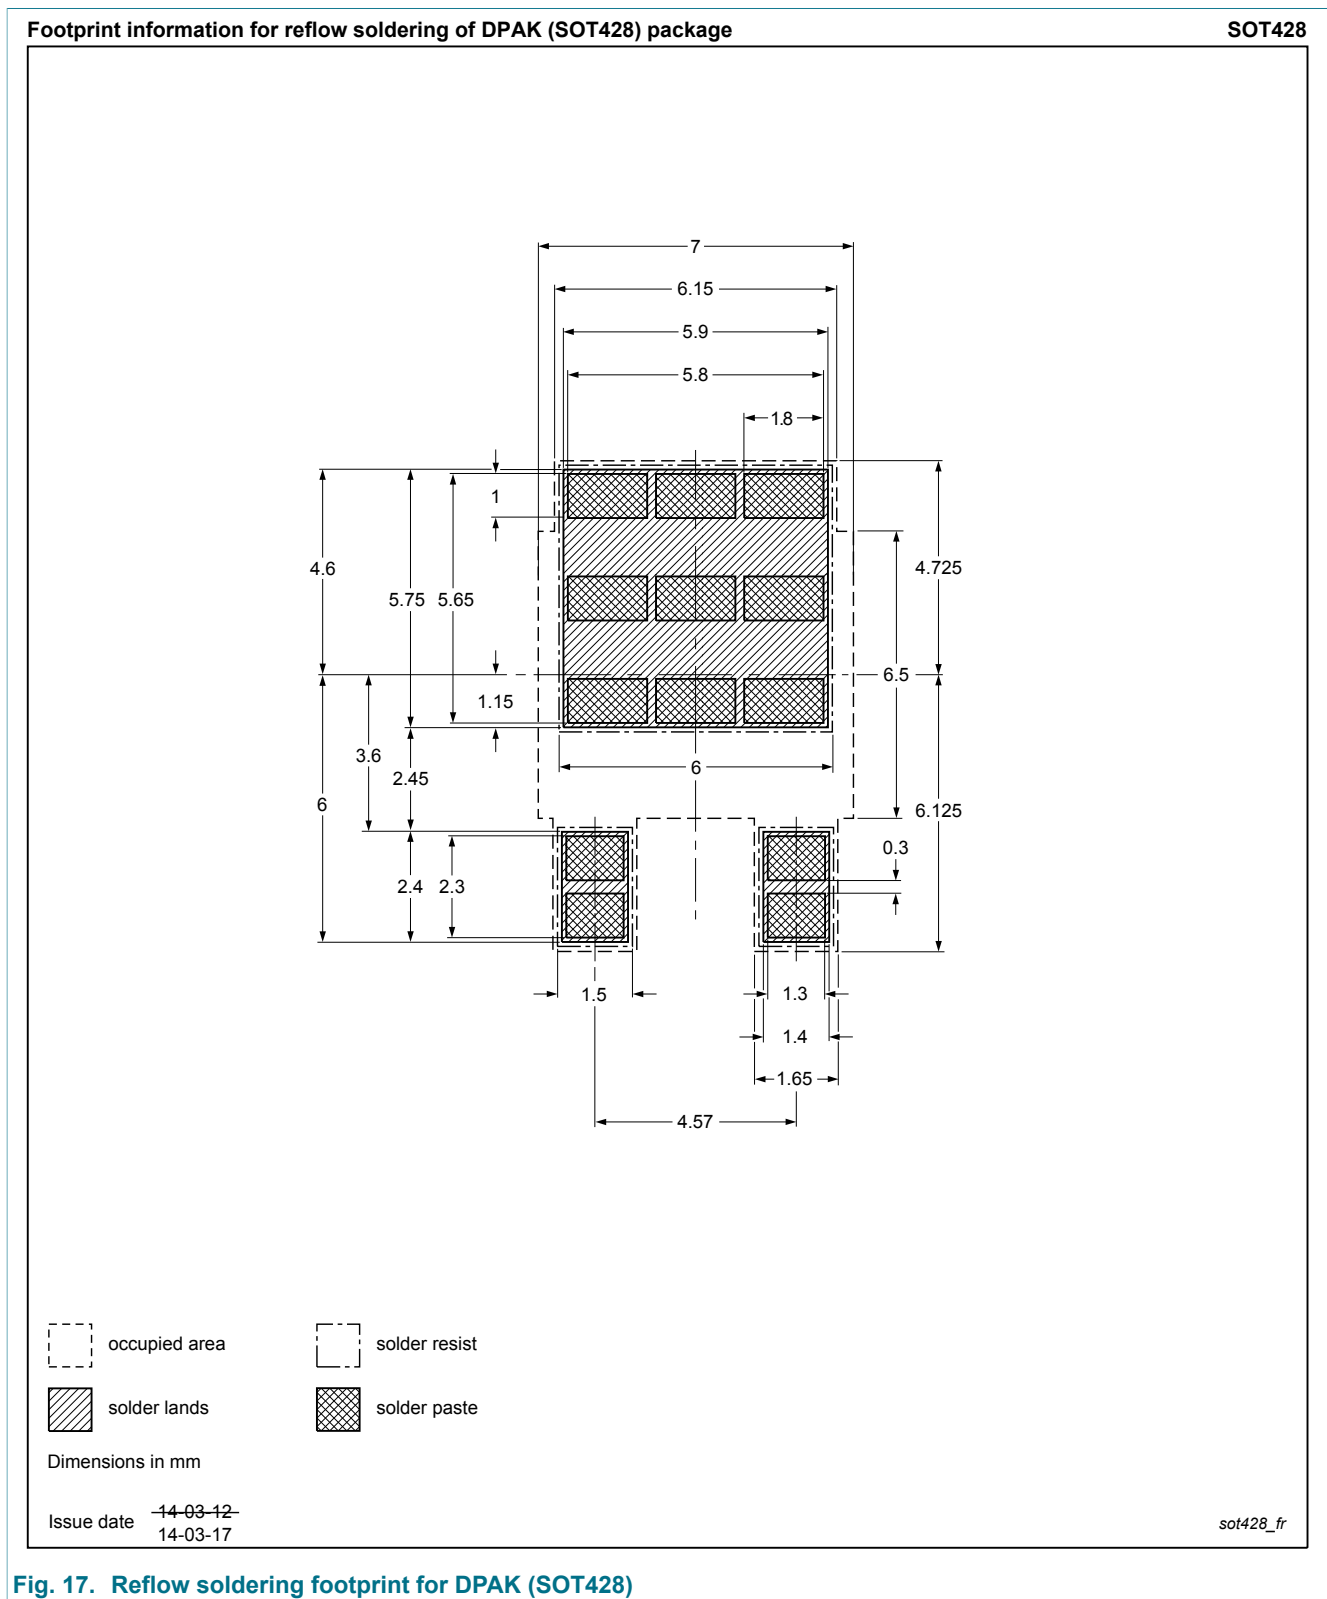 Footprint information for reflow soldering of DPAK (SOT428) package SOT428
7
6.15
5.9
5.8
1.8
1
4.6
4.725
5.75 5.65
6.5
1.15
3.6
6
2.45
6
6.125
0.3
2.4 2.3
1.5
1.3
1.4
1.65
4.57
occupied area
solder resist
solder lands
solder paste
Dimensions in mm
Issue date
14-03-12
14-03-17
sot428_fr
Fig. 17. Reflow soldering footprint for DPAK (SOT428)